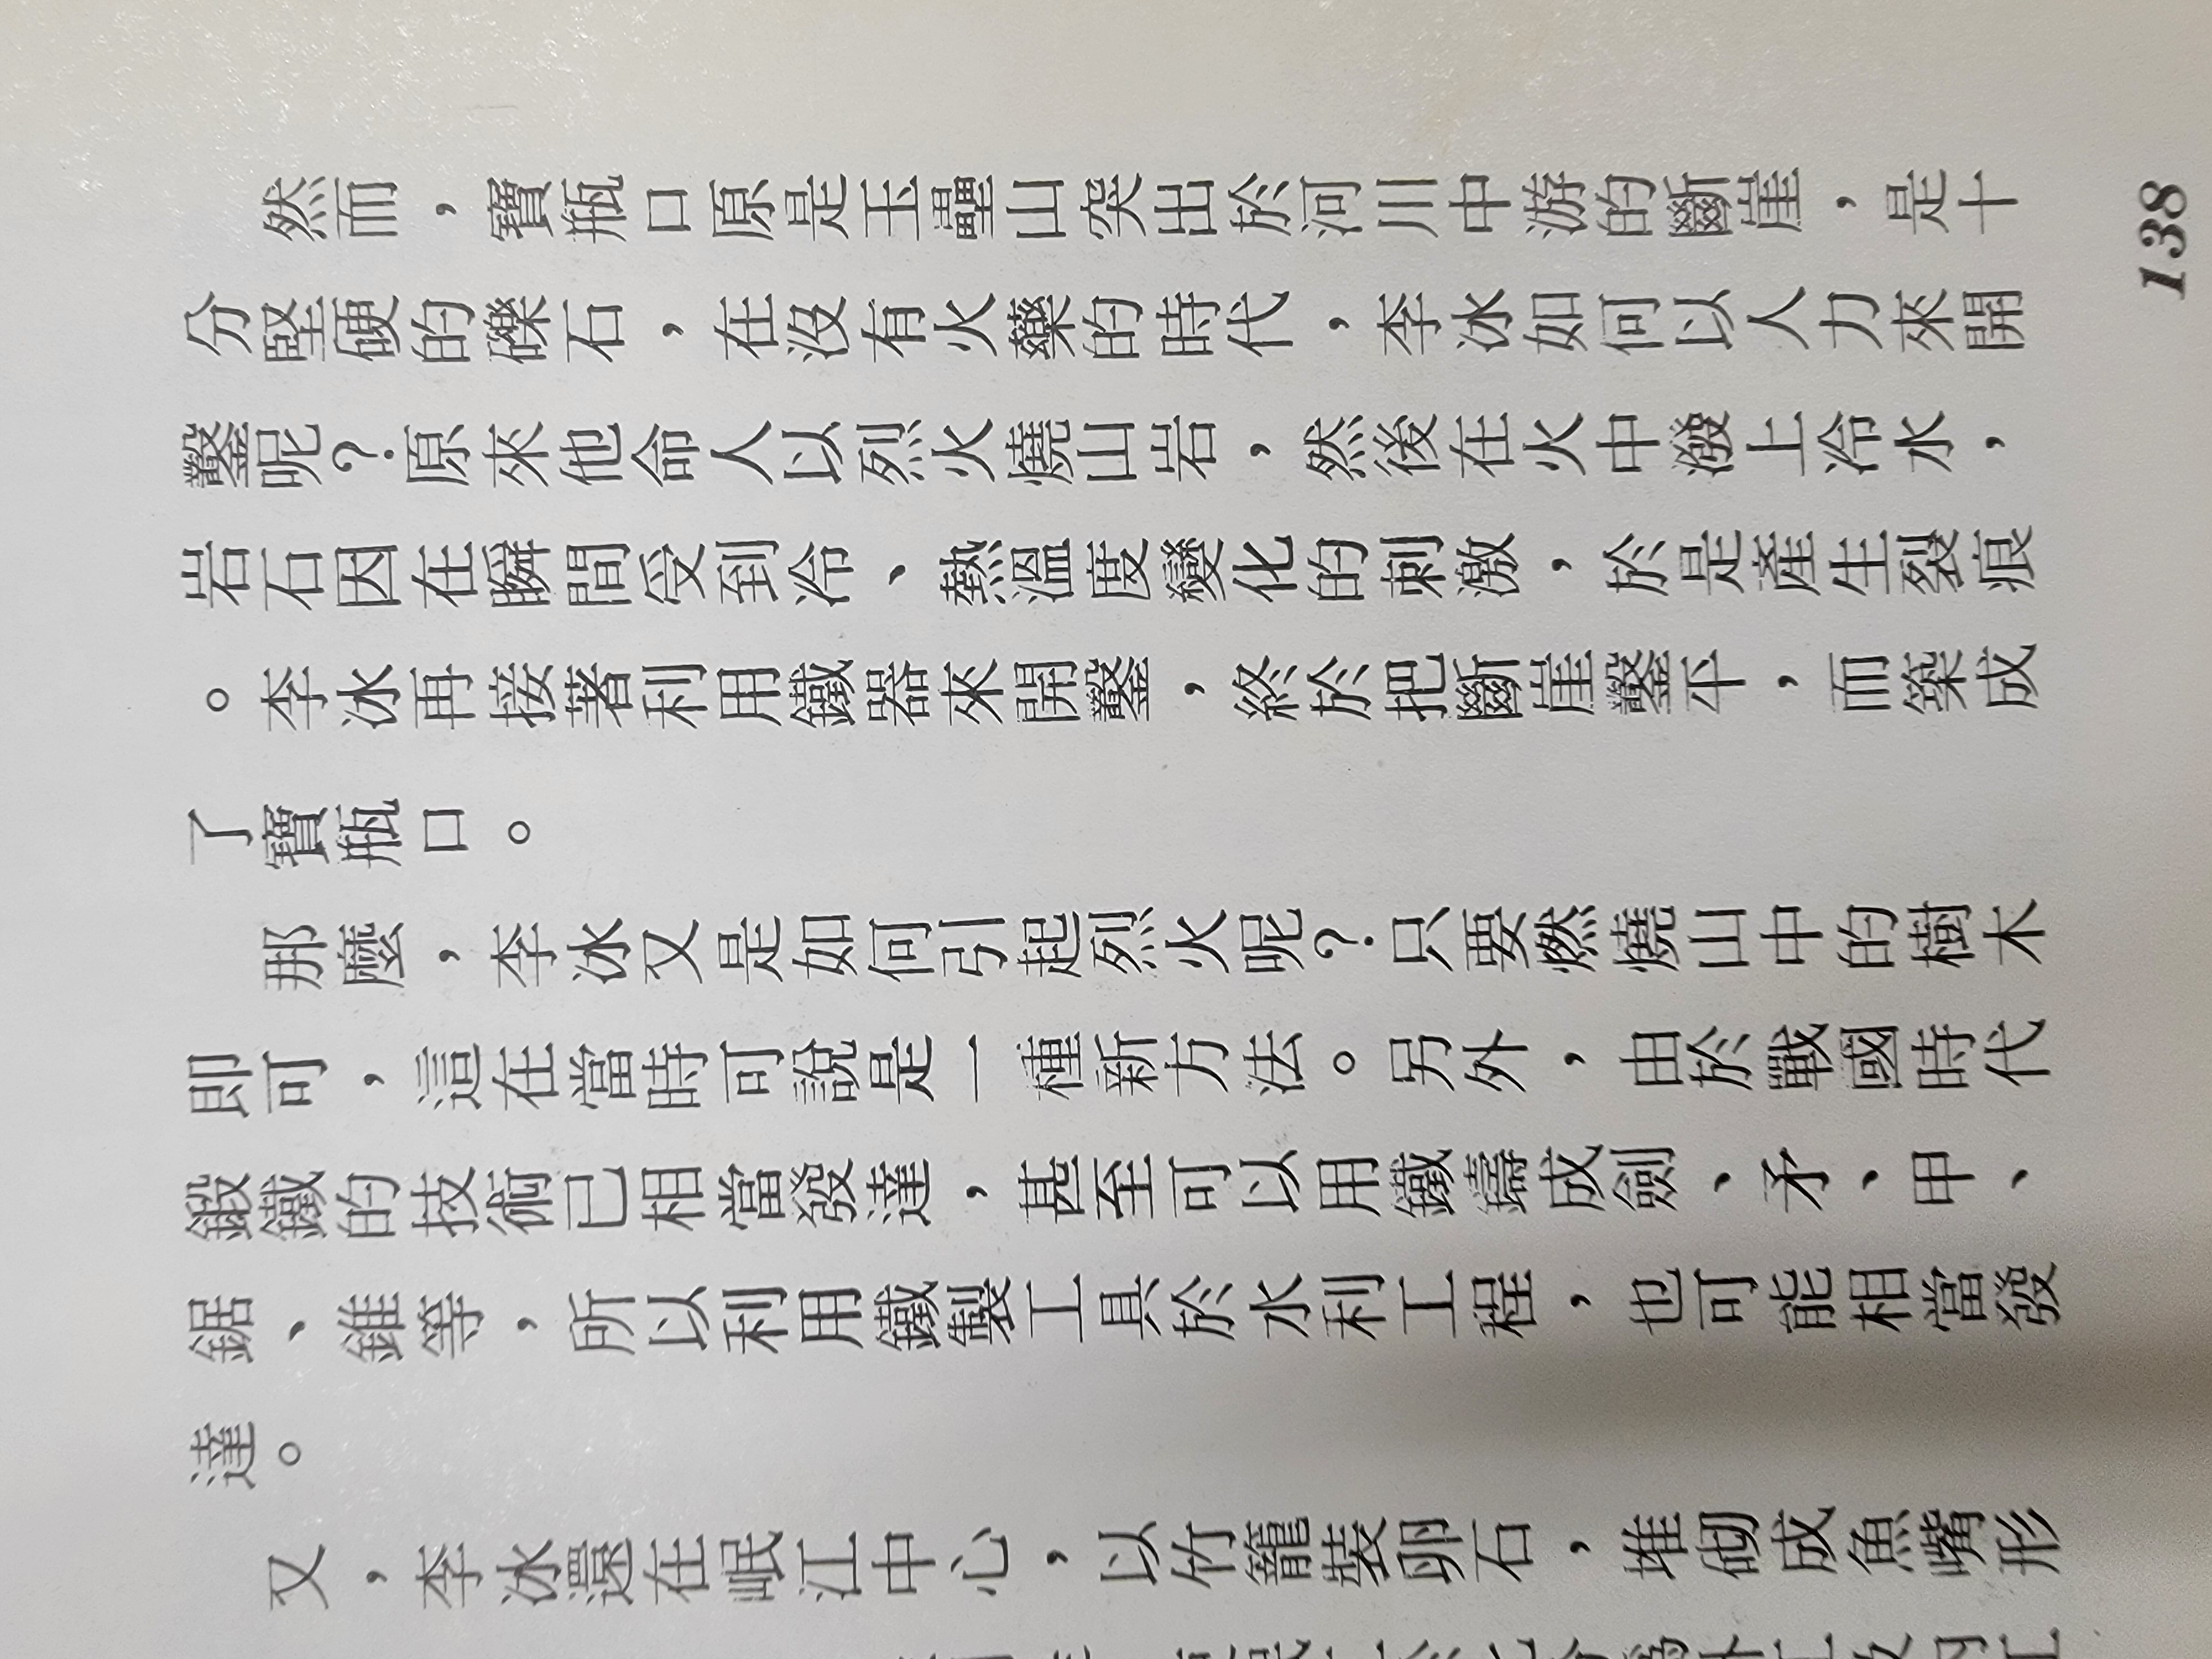 然而，寶瓶口原是玉壘山突出於河川中游的斷崖，是十
分堅硬的礫石，在沒有火藥的時代，李冰如何以人力來開
鑿呢？原來他命人以烈火燒山岩，然後在火中潑上冷水，
岩石因在瞬間受到冷、熱溫度變化的刺激，於是產生裂痕
。李冰再接著利用鐵器來開鑿，終於把斷崖鑿平，而築成
了寶瓶口。
那麼，李冰又是如何引起烈火呢？只要燃燒山中的樹木
即可，這在當時可說是一種新方法。另外，由於戰國時代
鍛鐵的技術已相當發達，甚至可以用鐵鑄成劍、矛、甲、
鋸、錐等，所以利用鐵製工具於水利工程，也可能相當發
達。
又，李冰還在岷江中心，以竹籠裝卵石，堆砌成魚嘴形
138